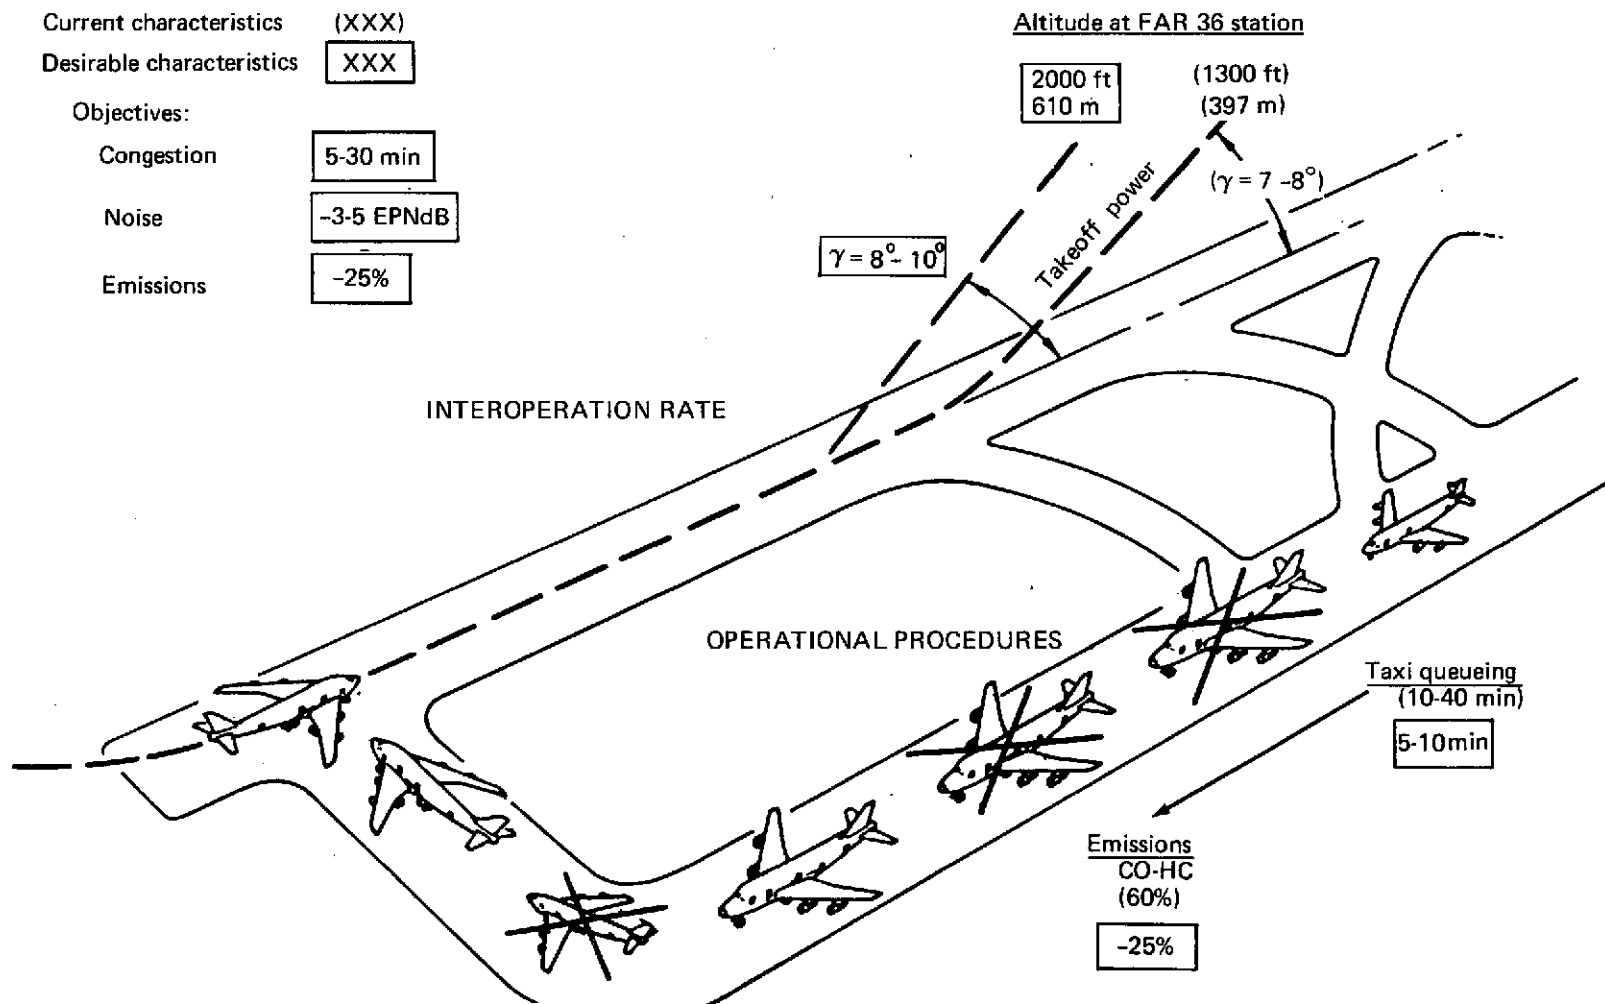 Current characteristics (XXX)
Desirable characteristics XXX
Objectives:
Congestion 5-30 min
Noise -3-5 EPNdB
Emissions -25%
Altitude at FAR 36 station
2000 ft (1300 ft)
610 m (397 m)
(γ = 7 -8°)
Takeoff power
γ = 8°- 10°
INTEROPERATION RATE
OPERATIONAL PROCEDURES
Taxi queueing
(10-40 min)
5-10min
Emissions
CO-HC
(60%)
-25%